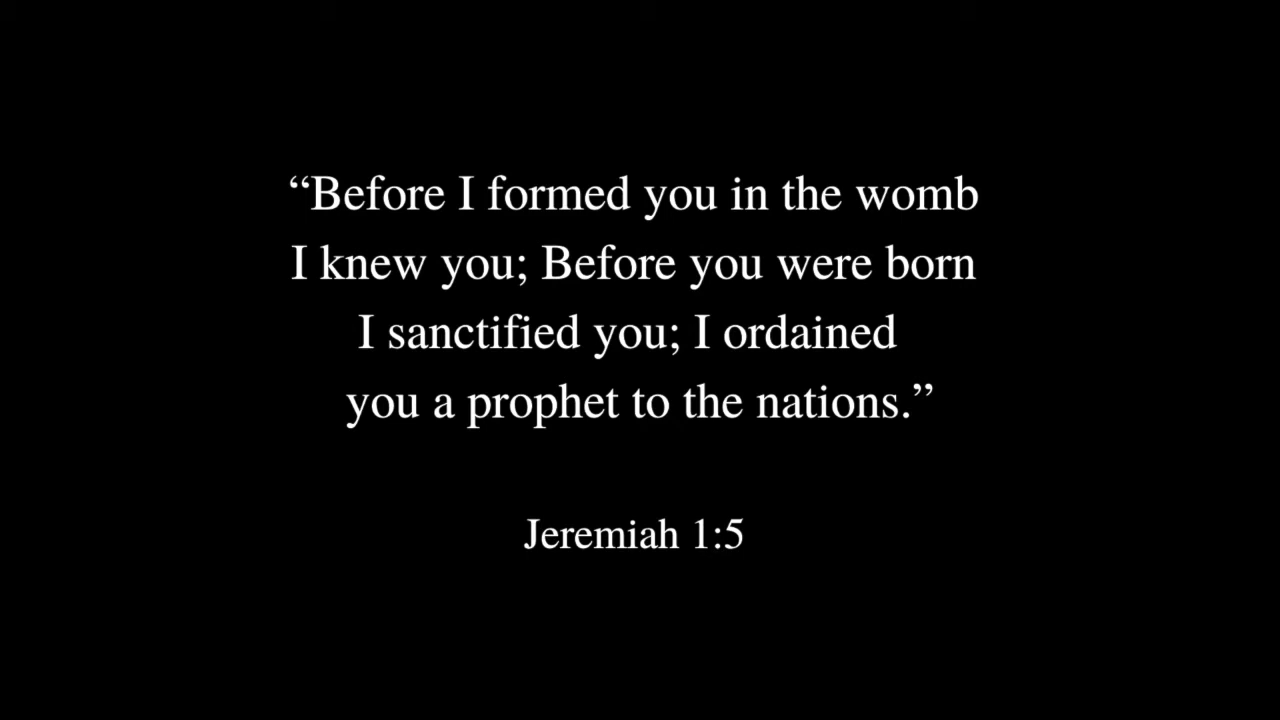 “Before I formed you in the womb
I knew you; Before you were born
I sanctified you; I ordained
you a prophet to the nations.”
Jeremiah 1:5